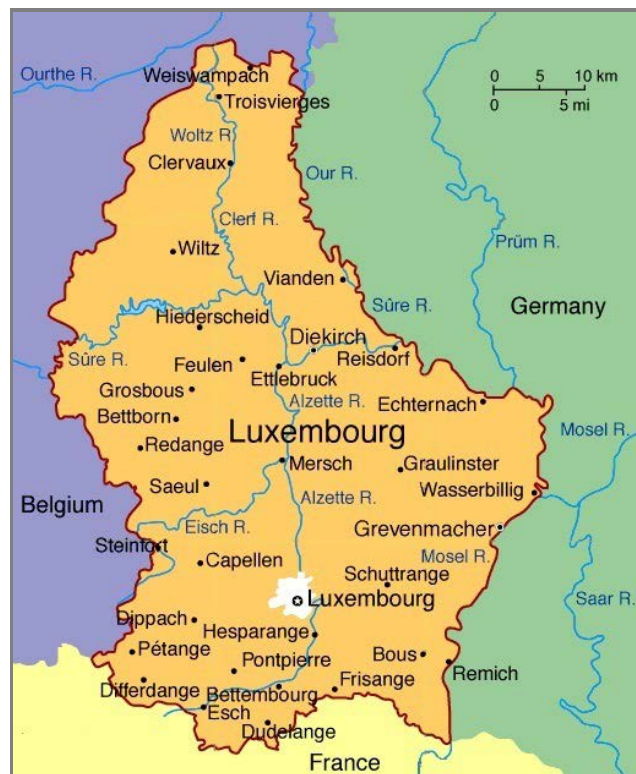 Ourthe R.
Weiswampach
Troisvierges
0 5 10 km
0 5 mi
Woltz R.
Clervaux
Our R.
Clerf R.
Wiltz
Prüm R.
Vianden
Sûre R.
Germany
Hiederscheid
Diekirch
Sûre R.
Feulen
Reisdorf
Ettlebruck
Grosbous
Alzette R.
Echternach
Bettborn
Luxembourg
Mosel R.
Redange
Mersch
Graulinster
Saeul
Wasserbillig
Belgium
Alzette R.
Eisch R.
Grevenmacher
Steinfort
Capellen
Mosel R.
Schuttrange
Luxembourg
Saar R.
Dippach
Hesparange
Pétange
Pontpierre
Bous
Remich
Differdange
Bettembourg
Frisange
Esch
Dudelange
France